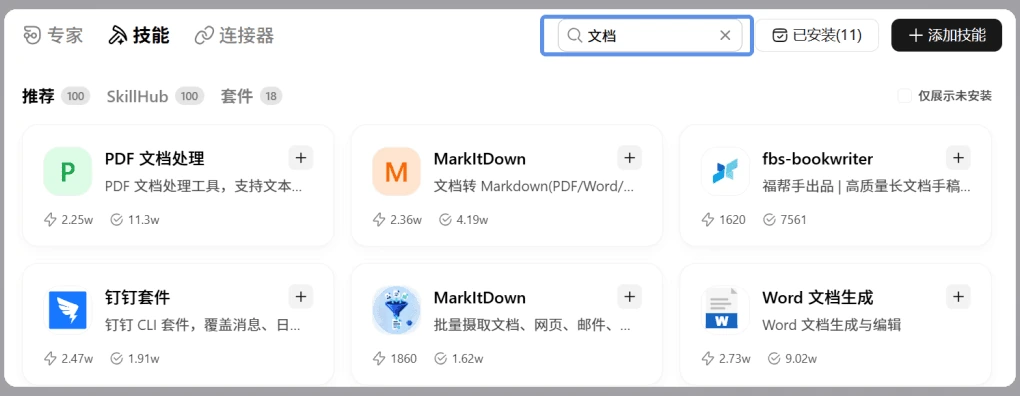 专家 技能 连接器 文档 已安装(11) 添加技能
推荐 100 SkillHub 100 套件 18 仅展示未安装
P PDF 文档处理
PDF 文档处理工具，支持文本...
2.25w 11.3w
M MarkItDown
文档转 Markdown(PDF/Word/...
2.36w 4.19w
fbs-bookwriter
福帮手出品 | 高质量长文档手稿...
1620 7561
钉钉套件
钉钉 CLI 套件，覆盖消息、日...
2.47w 1.91w
MarkItDown
批量摄取文档、网页、邮件、...
1860 1.62w
W Word 文档生成
Word 文档生成与编辑
2.73w 9.02w